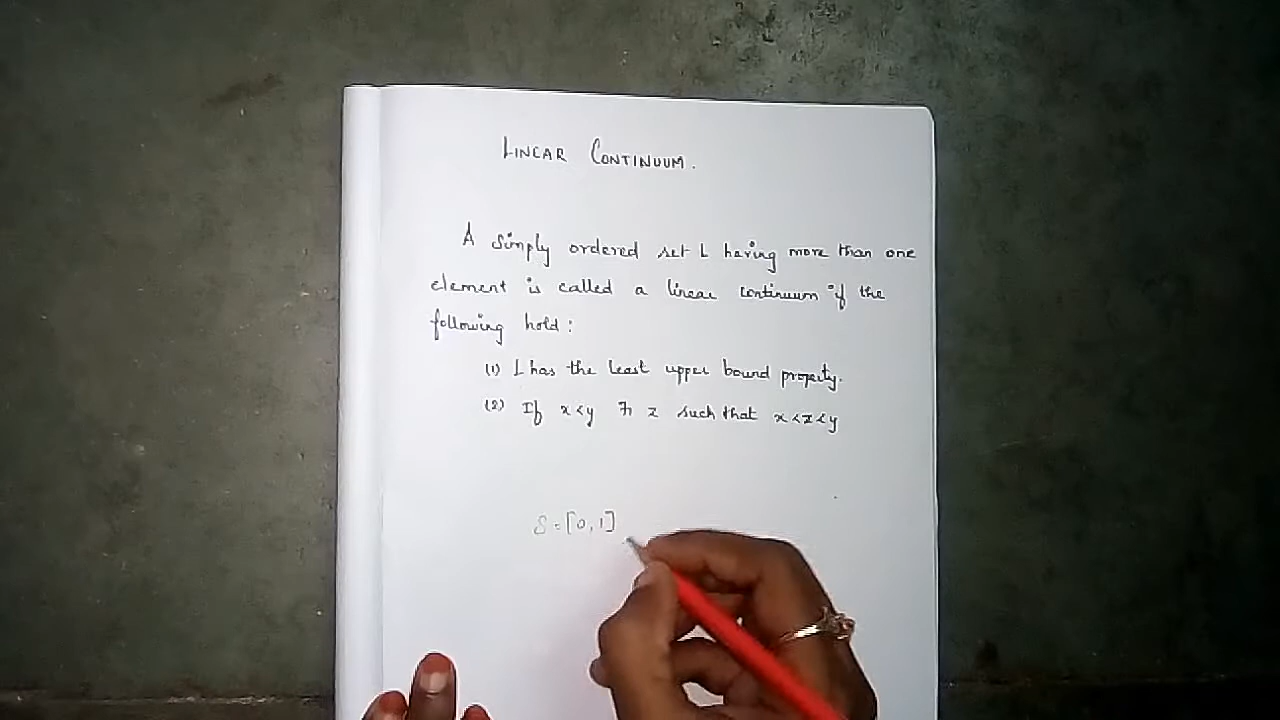 LINEAR CONTINUUM.
A simply ordered set L having more than one
element is called a linear continuum if the
following hold:
(1) L has the least upper bound property.
(2) If x<y ∃ z such that x<z<y
S=[0,1]